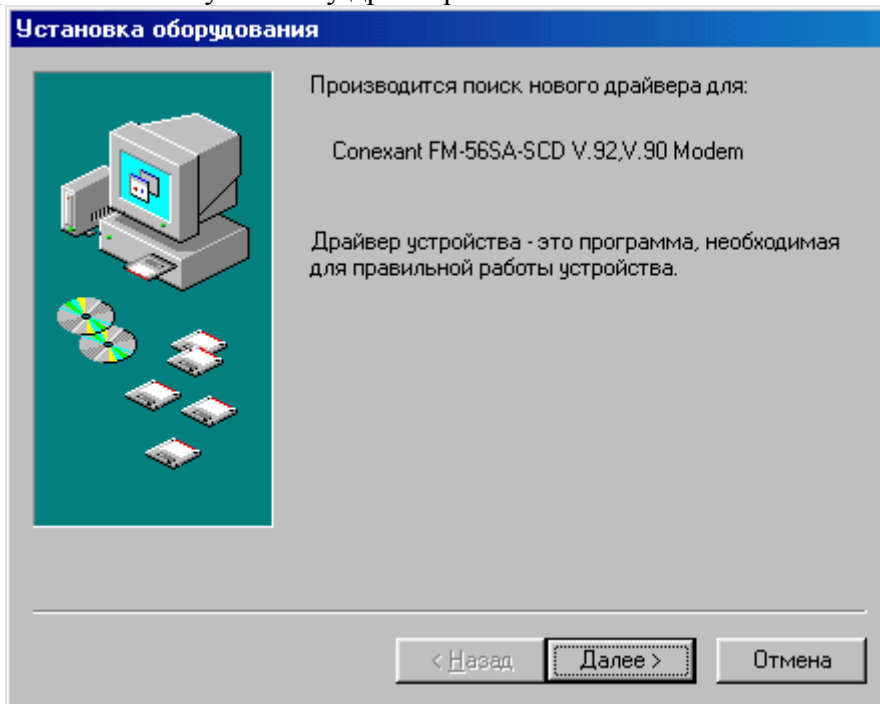 Установка оборудования
Производится поиск нового драйвера для:
Conexant FM-56SA-SCD V.92,V.90 Modem
Драйвер устройства - это программа, необходимая
для правильной работы устройства.
< Назад
Далее >
Отмена